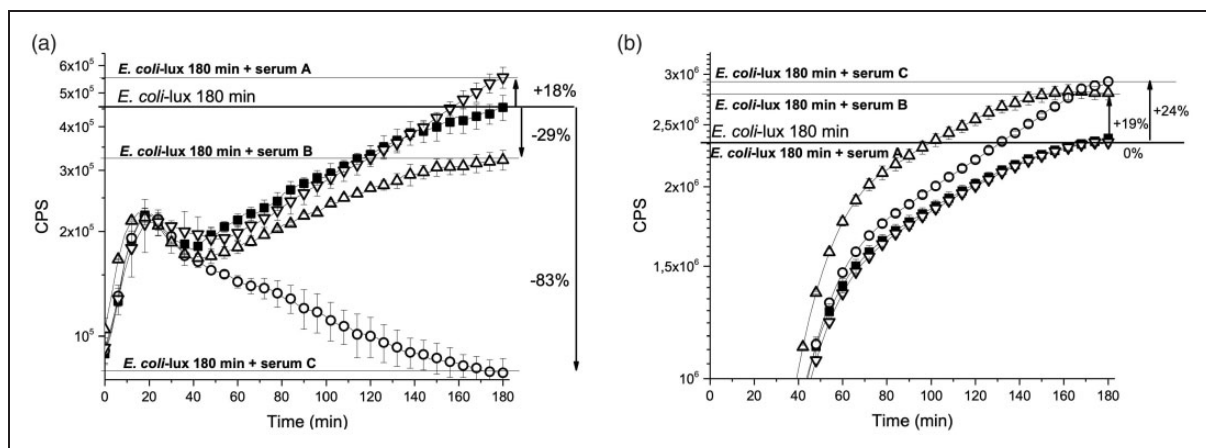 (a)
6x10⁵
E. coli-lux 180 min + serum A
5x10⁵
E. coli-lux 180 min
+18%
4x10⁵
-29%
E. coli-lux 180 min + serum B
3x10⁵
CPS
2x10⁵
-83%
10⁵
E. coli-lux 180 min + serum C
0 20 40 60 80 100 120 140 160 180
Time (min)
(b)
3x10⁶
E. coli-lux 180 min + serum C
+24%
E. coli-lux 180 min + serum B
2,5x10⁶
E. coli-lux 180 min
+19%
E. coli-lux 180 min + serum A
0%
2x10⁶
CPS
1,5x10⁶
10⁶
0 20 40 60 80 100 120 140 160 180
Time (min)